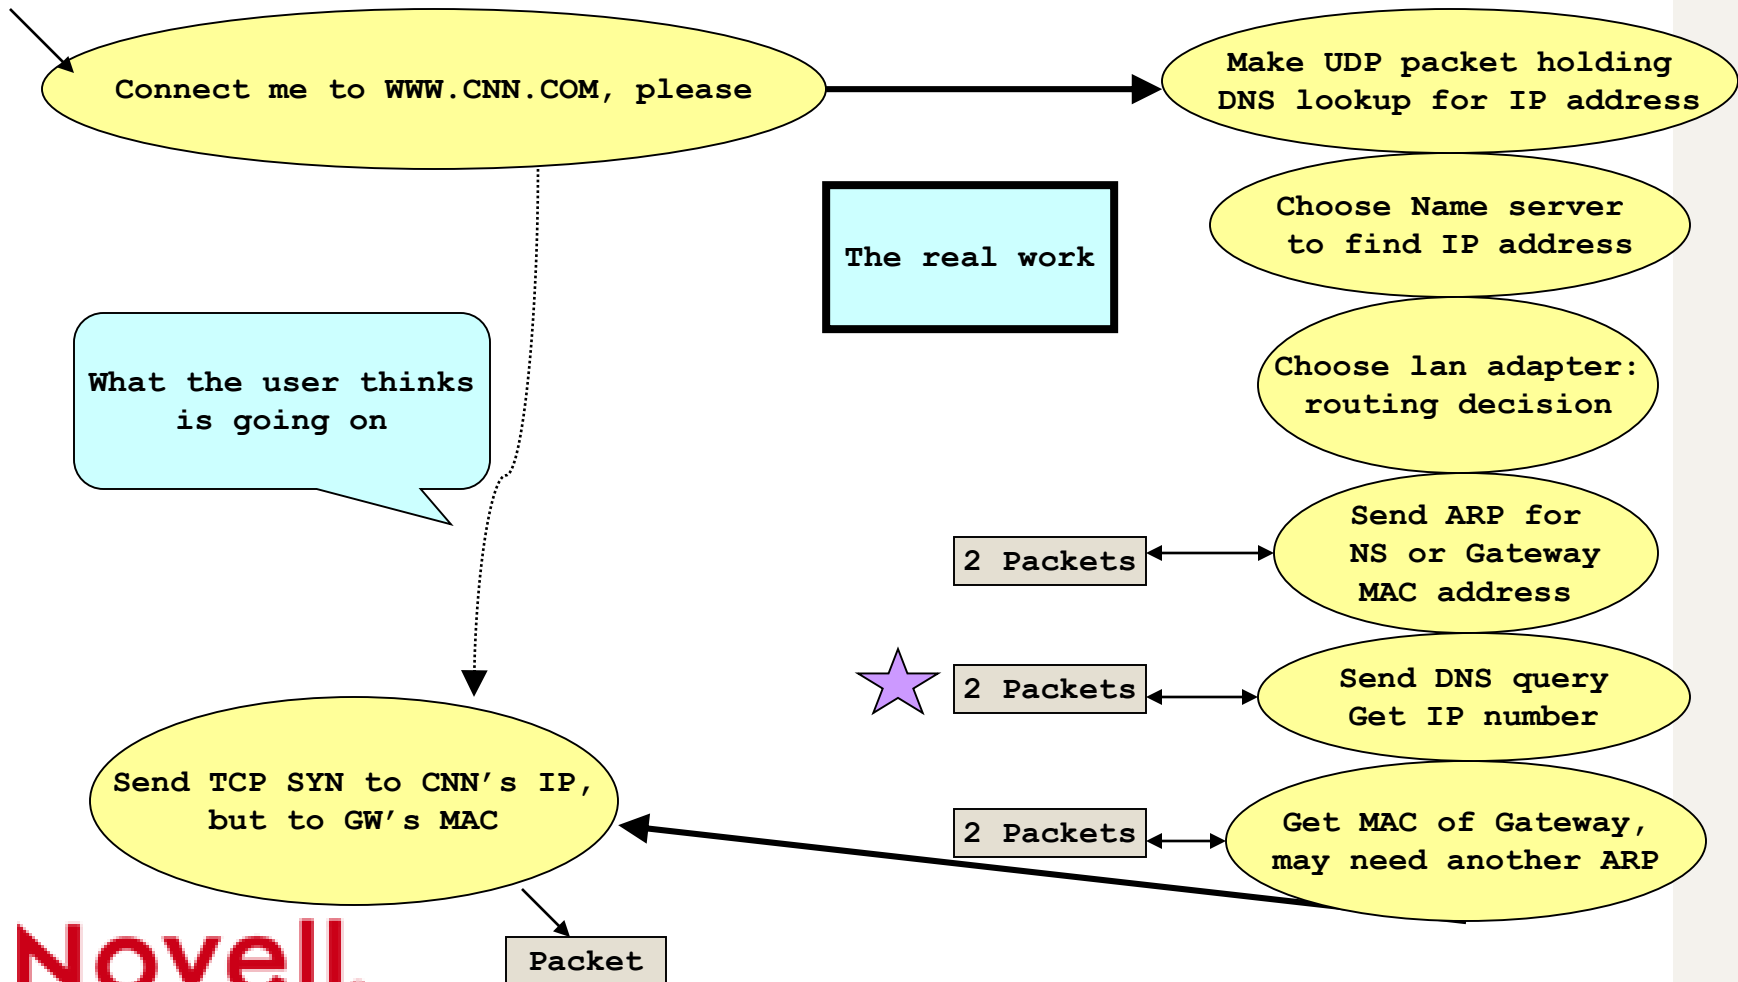 Connect me to WWW.CNN.COM, please
Make UDP packet holding
DNS lookup for IP address
Choose Name server
to find IP address
The real work
Choose lan adapter:
routing decision
What the user thinks
is going on
Send ARP for
NS or Gateway
MAC address
2 Packets
Send DNS query
Get IP number
2 Packets
Send TCP SYN to CNN’s IP,
but to GW’s MAC
2 Packets
Get MAC of Gateway,
may need another ARP
Novell.
Packet